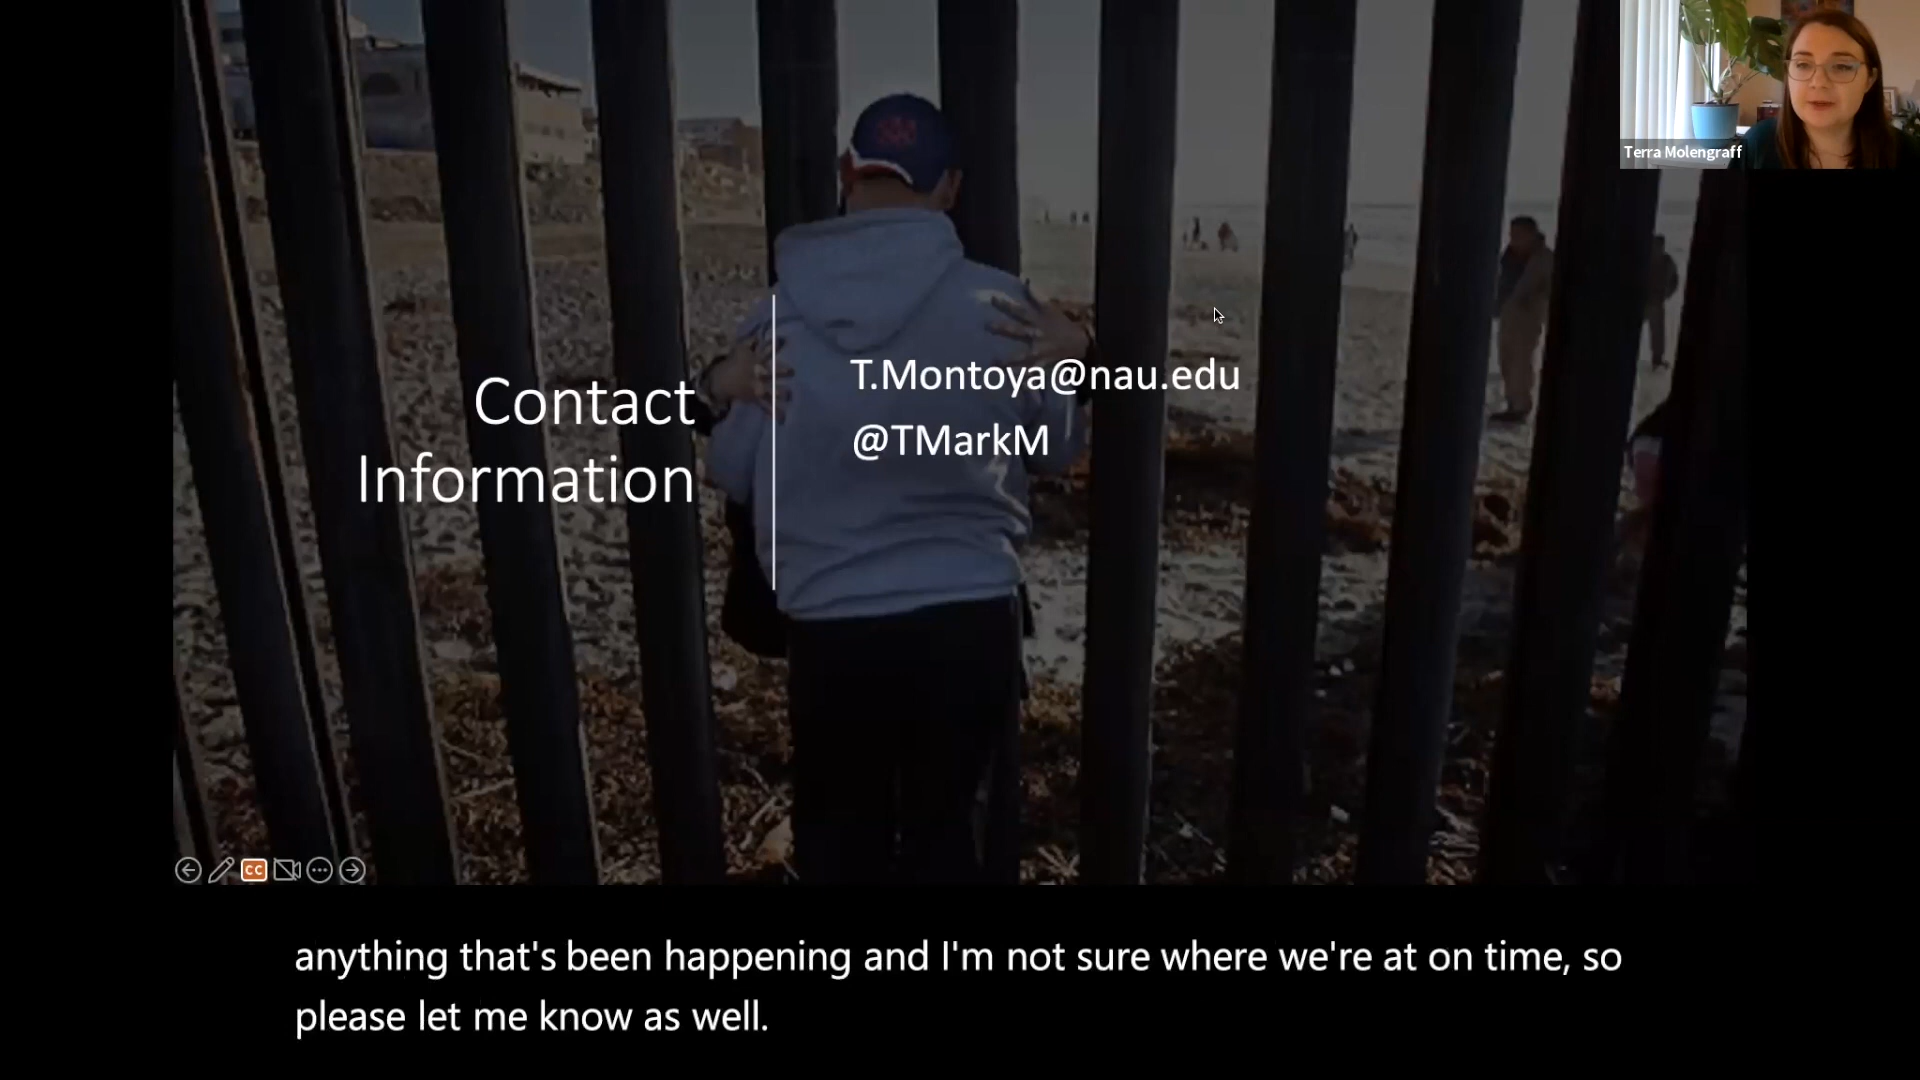 Terra Molengraff
Contact
Information
T.Montoya@nau.edu
@TMarkM
CC
anything that's been happening and I'm not sure where we're at on time, so
please let me know as well.